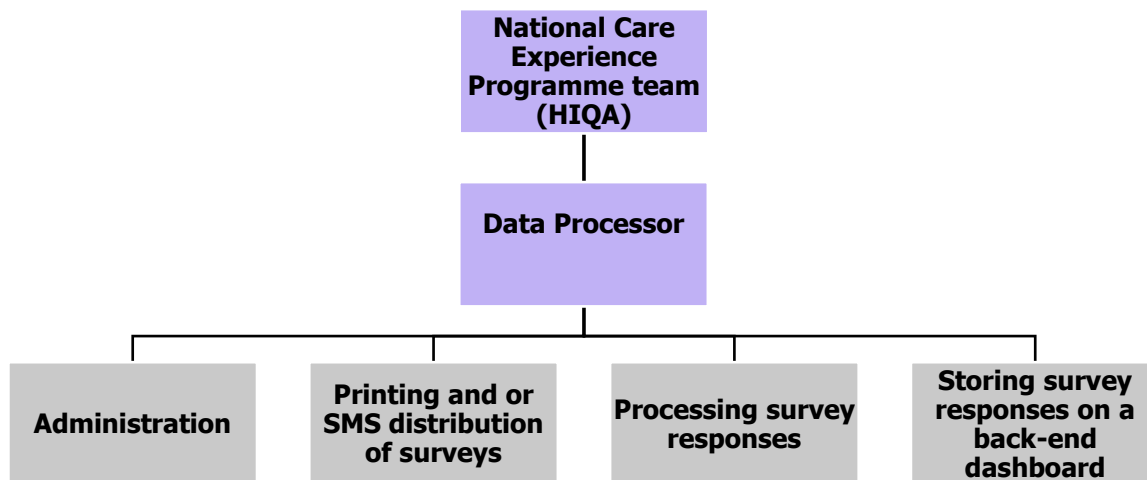 National Care
Experience
Programme team
(HIQA)
Data Processor
Administration
Printing and or
SMS distribution
of surveys
Processing survey
responses
Storing survey
responses on a
back-end
dashboard